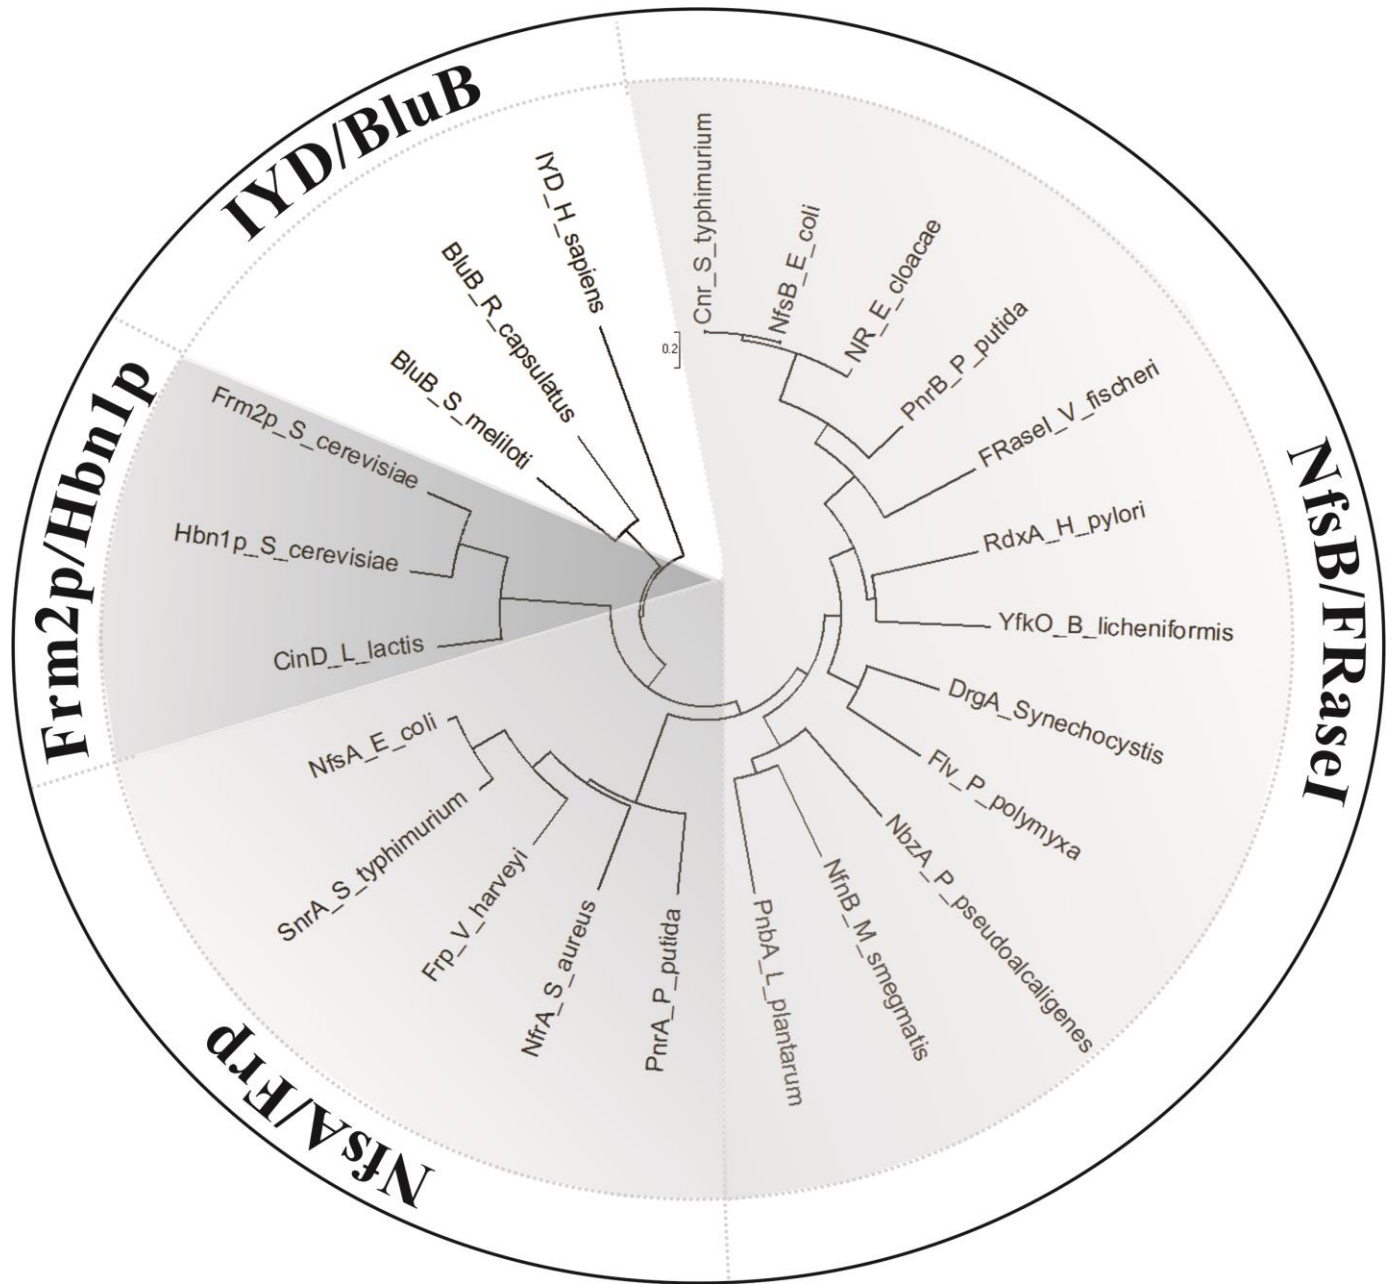 IYD/BluB
Frm2p/Hbn1p
NfsA/Frp
NfsB/FRaseI
0.2
Cnr_S_typhimurium
NfsB_E_coli
NR_E_cloacae
PnrB_P_putida
FRaseI_V_fischeri
RdxA_H_pylori
YfkO_B_licheniformis
DrgA_Synechocystis
Flv_P_polymyxa
NbzA_P_pseudoalcaligenes
NfnB_M_smegmatis
PnbA_L_plantarum
PnrA_P_putida
NfrA_S_aureus
Frp_V_harveyi
SnrA_S_typhimurium
NfsA_E_coli
CinD_L_lactis
Hbn1p_S_cerevisiae
Frm2p_S_cerevisiae
BluB_S_meliloti
BluB_R_capsulatus
IYD_H_sapiens